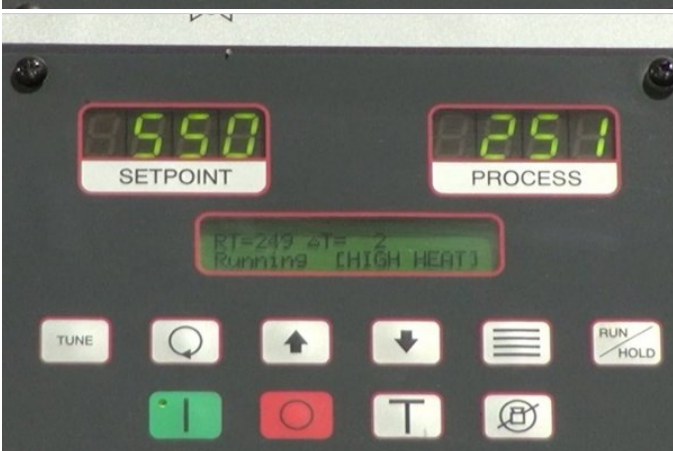 550
SETPOINT
251
PROCESS
RT=249 ΔT= 2
Running [HIGH HEAT]
TUNE
RUN
HOLD